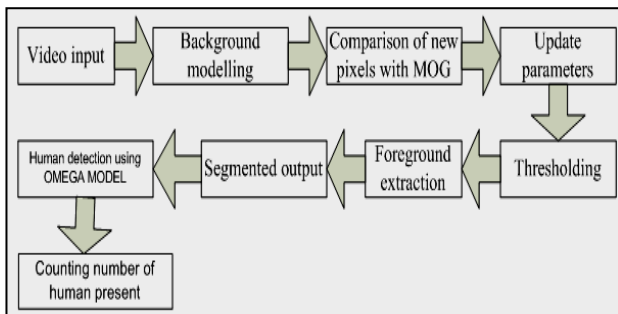 Video input
Background
modelling
Comparison of new
pixels with MOG
Update
parameters
Thresholding
Foreground
extraction
Segmented output
Human detection using
OMEGA MODEL
Counting number of
human present